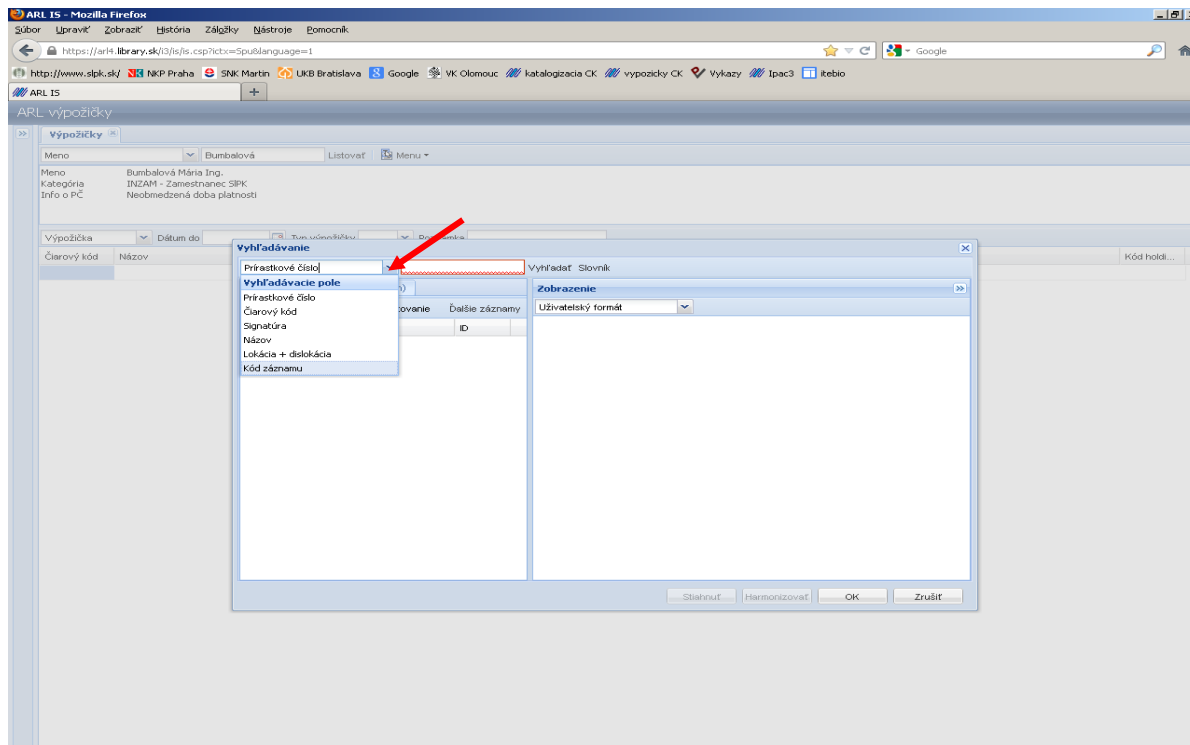 ARL IS - Mozilla Firefox
Súbor Upraviť Zobraziť História Záložky Nástroje Pomocník
https://arl4.library.sk/i3/is/is.csp?ictx=Spu&language=1 Google
http://www.slpk.sk/ NKP Praha SNK Martin UKB Bratislava Google VK Olomouc katalogizacia CK vypozicky CK Vykazy Ipac3 itebio
ARL IS
ARL výpožičky
Výpožičky
Meno Bumbalová Listovať Menu
Meno Bumbalová Mária Ing.
Kategória INZAM - Zamestnanec SlPK
Info o PČ Neobmedzená doba platnosti
Výpožička Dátum do Typ výpožičky
Čiarový kód Názov Kód holdi...
Vyhľadávanie
Prírastkové číslo Vyhľadať Slovník
Vyhľadávacie pole
Prírastkové číslo
Čiarový kód
Signatúra
Názov
Lokácia + dislokácia
Kód záznamu
Ďalšie záznamy
ID
Zobrazenie
Uživatelský formát
Stiahnuť Harmonizovať OK Zrušiť